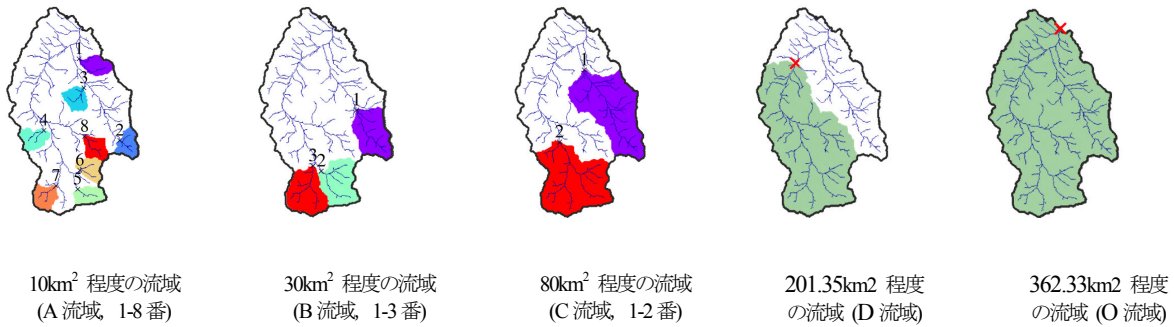 1
3
4
8
2
6
5
7
1
3
2
1
2
10km² 程度の流域
(A 流域, 1-8 番)
30km² 程度の流域
(B 流域, 1-3 番)
80km² 程度の流域
(C 流域, 1-2 番)
201.35km2 程度
の流域 (D 流域)
362.33km2 程度
の流域 (O 流域)